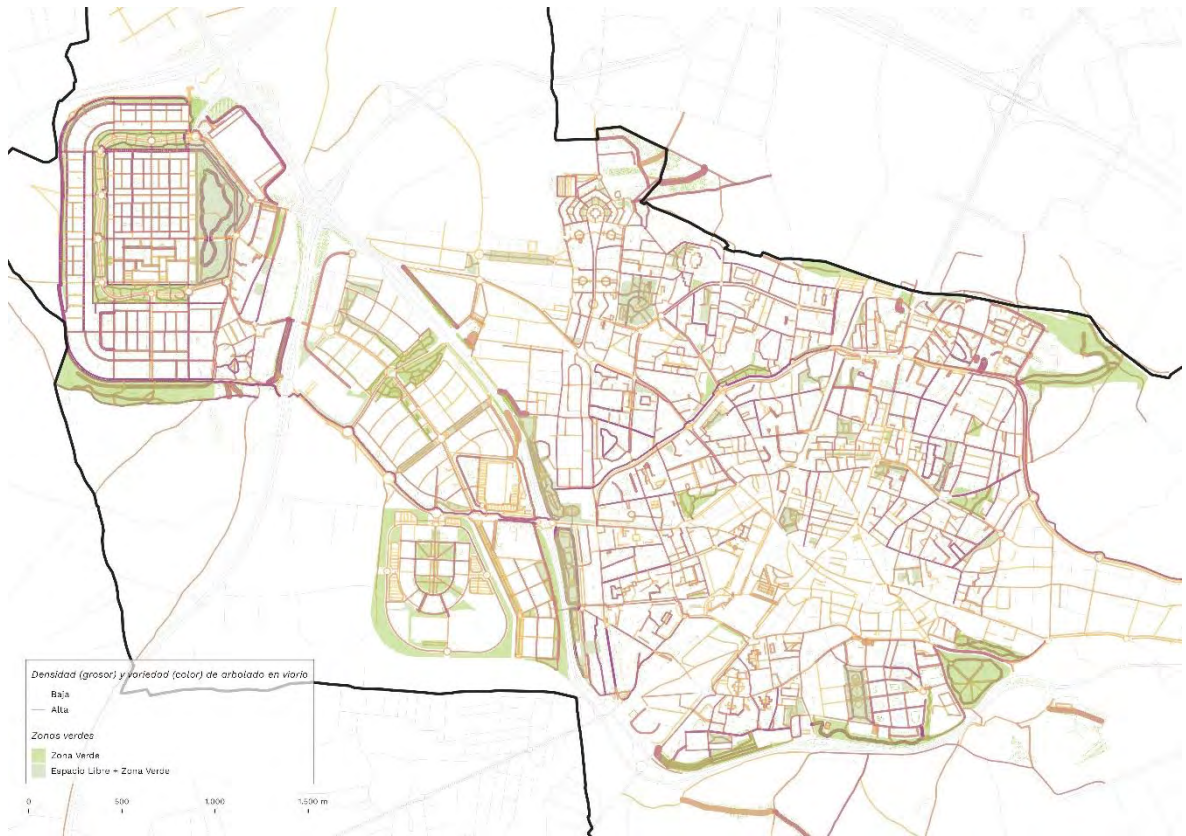 Densidad (grosor) y variedad (color) de arbolado en viario
Baja
Alta
Zonas verdes
Zona Verde
Espacio Libre + Zona Verde
0 500 1.000 1.500 m